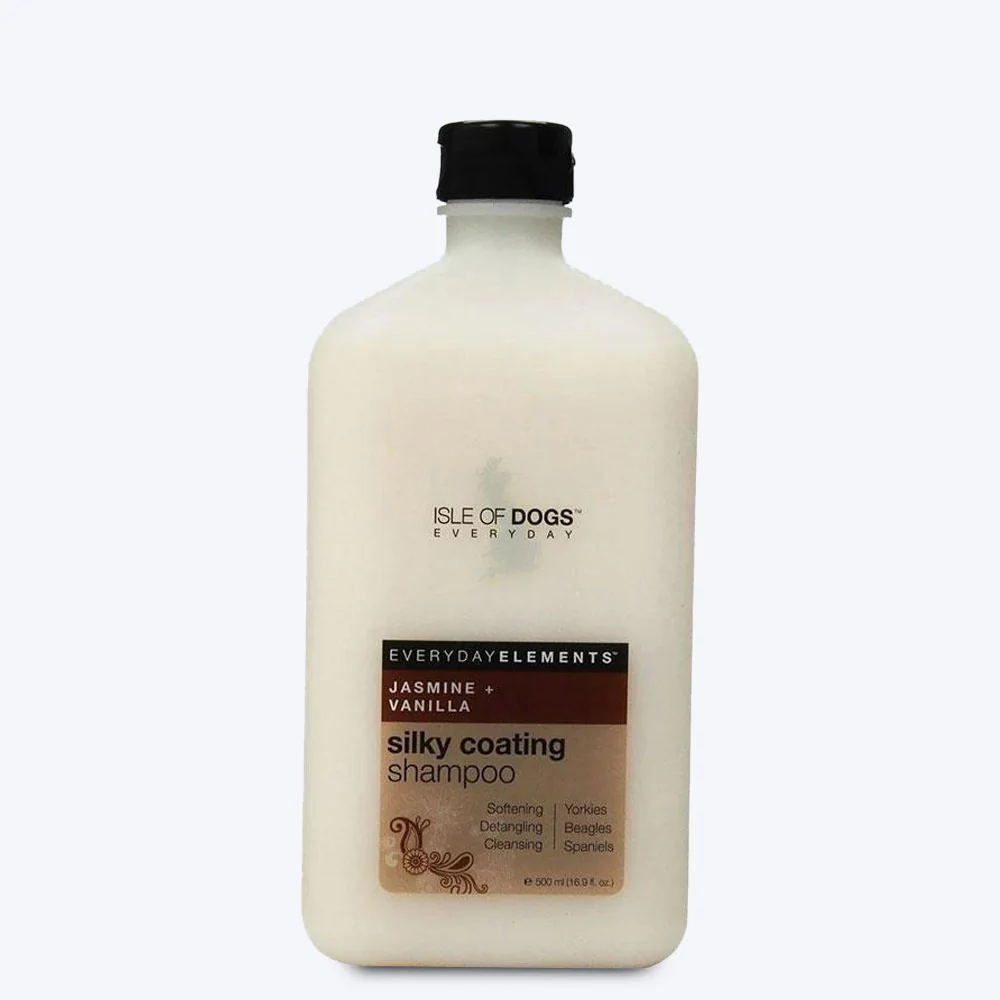 ISLE OF DOGS™
EVERYDAY
EVERYDAYELEMENTS™
JASMINE +
VANILLA
silky coating
shampoo
Softening | Yorkies
Detangling | Beagles
Cleansing | Spaniels
℮ 500 ml (16.9 fl. oz.)